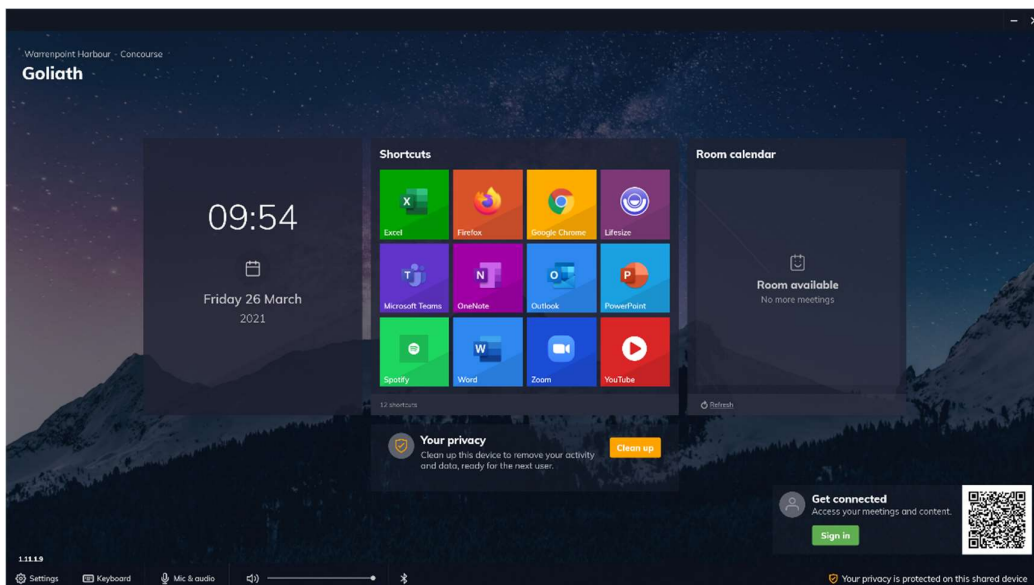 Warrenpoint Harbour - Concourse
Goliath
09:54
Friday 26 March
2021
Shortcuts
Excel
Firefox
Google Chrome
Lifesize
Microsoft Teams
OneNote
Outlook
PowerPoint
Spotify
Word
Zoom
YouTube
12 shortcuts
Room calendar
Room available
No more meetings
Refresh
Your privacy
Clean up this device to remove your activity
and data, ready for the next user.
Clean up
Get connected
Access your meetings and content.
Sign in
1.11.1.9
Settings
Keyboard
Mic & audio
Your privacy is protected on this shared device